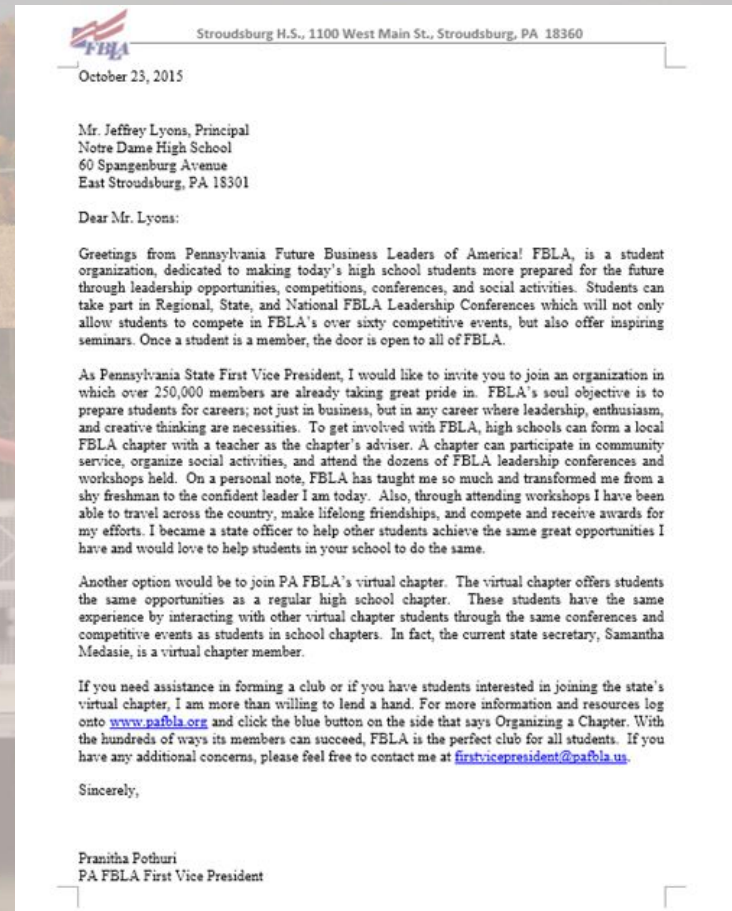 FBLA
Stroudsburg H.S., 1100 West Main St., Stroudsburg, PA 18360
October 23, 2015
Mr. Jeffrey Lyons, Principal
Notre Dame High School
60 Spangenburg Avenue
East Stroudsburg, PA 18301
Dear Mr. Lyons:
Greetings from Pennsylvania Future Business Leaders of America! FBLA, is a student
organization, dedicated to making today's high school students more prepared for the future
through leadership opportunities, competitions, conferences, and social activities. Students can
take part in Regional, State, and National FBLA Leadership Conferences which will not only
allow students to compete in FBLA's over sixty competitive events, but also offer inspiring
seminars. Once a student is a member, the door is open to all of FBLA.
As Pennsylvania State First Vice President, I would like to invite you to join an organization in
which over 250,000 members are already taking great pride in. FBLA's soul objective is to
prepare students for careers; not just in business, but in any career where leadership, enthusiasm,
and creative thinking are necessities. To get involved with FBLA, high schools can form a local
FBLA chapter with a teacher as the chapter's adviser. A chapter can participate in community
service, organize social activities, and attend the dozens of FBLA leadership conferences and
workshops held. On a personal note, FBLA has taught me so much and transformed me from a
shy freshman to the confident leader I am today. Also, through attending workshops I have been
able to travel across the country, make lifelong friendships, and compete and receive awards for
my efforts. I became a state officer to help other students achieve the same great opportunities I
have and would love to help students in your school to do the same.
Another option would be to join PA FBLA's virtual chapter. The virtual chapter offers students
the same opportunities as a regular high school chapter. These students have the same
experience by interacting with other virtual chapter students through the same conferences and
competitive events as students in school chapters. In fact, the current state secretary, Samantha
Medasie, is a virtual chapter member.
If you need assistance in forming a club or if you have students interested in joining the state's
virtual chapter, I am more than willing to lend a hand. For more information and resources log
onto www.pafbla.org and click the blue button on the side that says Organizing a Chapter. With
the hundreds of ways its members can succeed, FBLA is the perfect club for all students. If you
have any additional concerns, please feel free to contact me at firstvicepresident@pafbla.us.
Sincerely,
Pranitha Pothuri
PA FBLA First Vice President